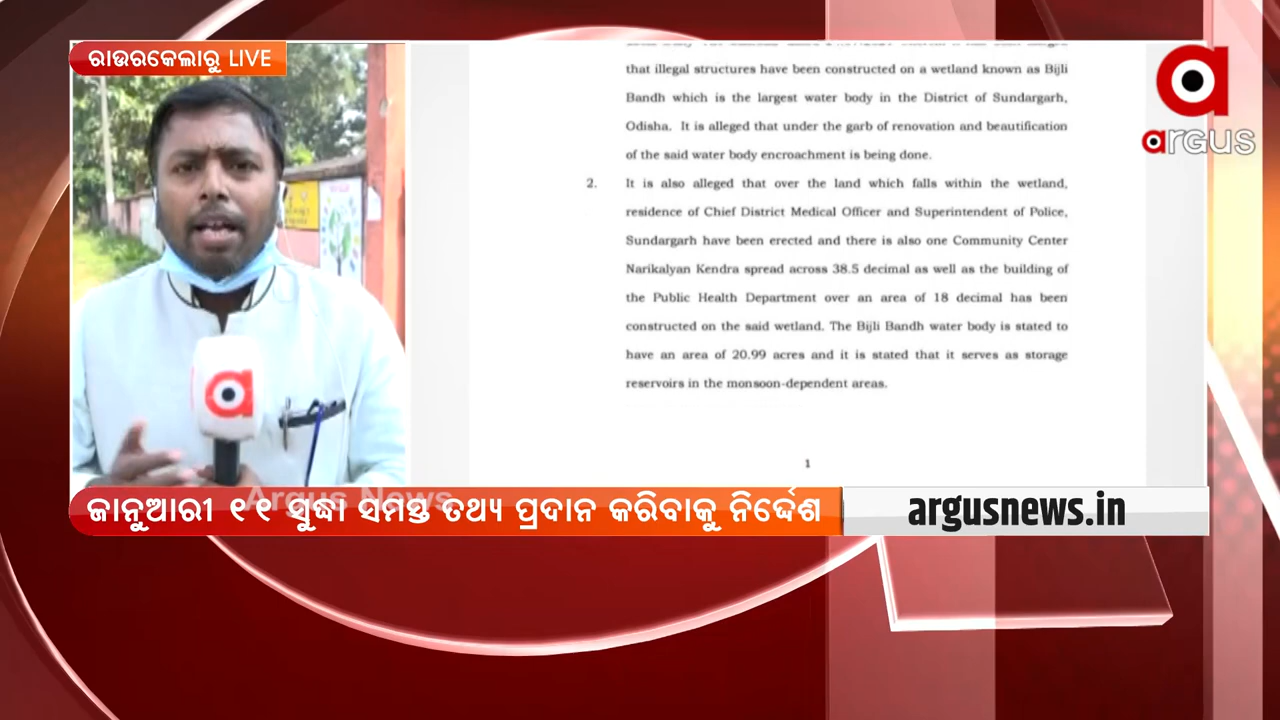 ରାଉରକେଲାରୁ LIVE
that illegal structures have been constructed on a wetland known as Bijli
Bandh which is the largest water body in the District of Sundargarh,
Odisha. It is alleged that under the garb of renovation and beautification
of the said water body encroachment is being done.
2. It is also alleged that over the land which falls within the wetland,
residence of Chief District Medical Officer and Superintendent of Police,
Sundargarh have been erected and there is also one Community Center
Narikalyan Kendra spread across 38.5 decimal as well as the building of
the Public Health Department over an area of 18 decimal has been
constructed on the said wetland. The Bijli Bandh water body is stated to
have an area of 20.99 acres and it is stated that it serves as storage
reservoirs in the monsoon-dependent areas.
1
argus
Argus News
ଜାନୁଆରୀ ୧୧ ସୁଦ୍ଧା ସମସ୍ତ ତଥ୍ୟ ପ୍ରଦାନ କରିବାକୁ ନିର୍ଦ୍ଦେଶ
argusnews.in